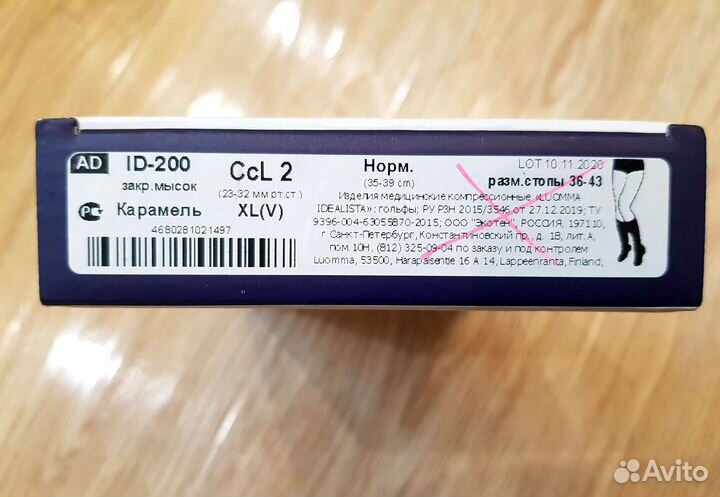 AD ID-200
закр.мысок
РС Карамель
4680281021497
CcL 2
(23-32 мм рт.ст.)
XL(V)
Норм.
(35-39 cm)
LOT 10.11.2020
разм.стопы 36-43
Изделия медицинские компрессионные «LUOMMA
IDEALISTA»: гольфы; РУ РЗН 2015/3546 от 27.12.2019; ТУ
9396-004-63055870-2015; ООО "Экотен", РОССИЯ, 197110,
г. Санкт-Петербург, Константиновский пр., д. 18, лит.А,
пом.10Н, (812) 325-09-04 по заказу и под контролем
Luomma, 53500, Harapaisentie 16 A 14, Lappeenranta, Finland,
Avito